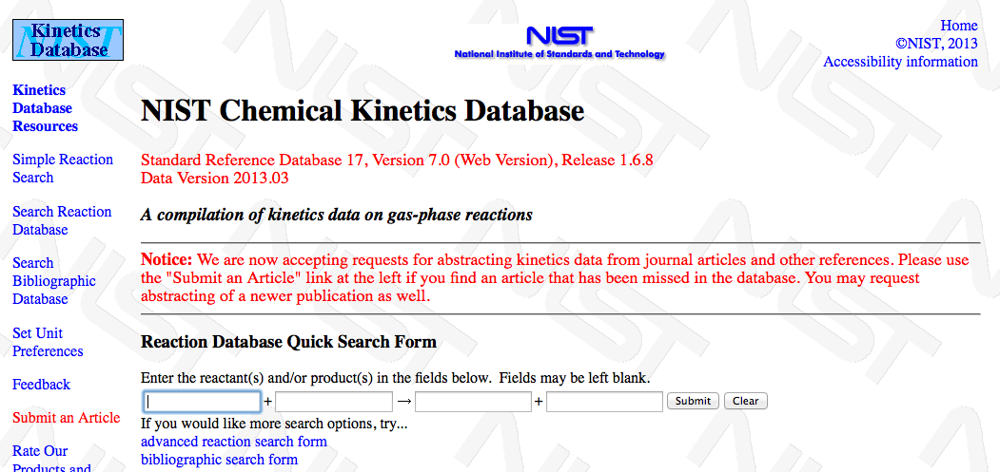 Kinetics
Database
NIST
National Institute of Standards and Technology
Home
©NIST, 2013
Accessibility information
Kinetics
Database
Resources
Simple Reaction
Search
Search Reaction
Database
Search
Bibliographic
Database
Set Unit
Preferences
Feedback
Submit an Article
Rate Our
Products and
NIST Chemical Kinetics Database
Standard Reference Database 17, Version 7.0 (Web Version), Release 1.6.8
Data Version 2013.03
A compilation of kinetics data on gas-phase reactions
Notice: We are now accepting requests for abstracting kinetics data from journal articles and other references. Please use
the "Submit an Article" link at the left if you find an article that has been missed in the database. You may request
abstracting of a newer publication as well.
Reaction Database Quick Search Form
Enter the reactant(s) and/or product(s) in the fields below. Fields may be left blank.
+ → + Submit Clear
If you would like more search options, try...
advanced reaction search form
bibliographic search form